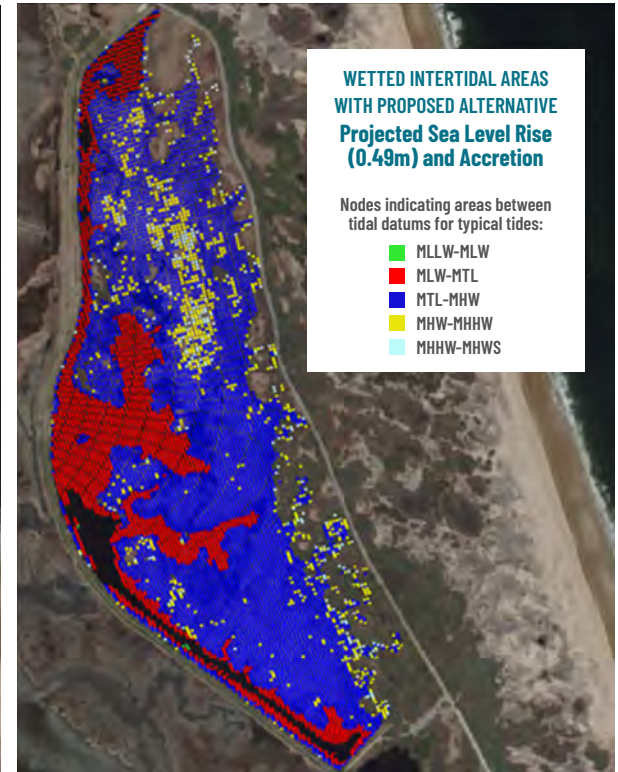 WETTED INTERTIDAL AREAS
WITH PROPOSED ALTERNATIVE
Projected Sea Level Rise
(0.49m) and Accretion
Nodes indicating areas between
tidal datums for typical tides:
MLLW-MLW
MLW-MTL
MTL-MHW
MHW-MHHW
MHHW-MHWS